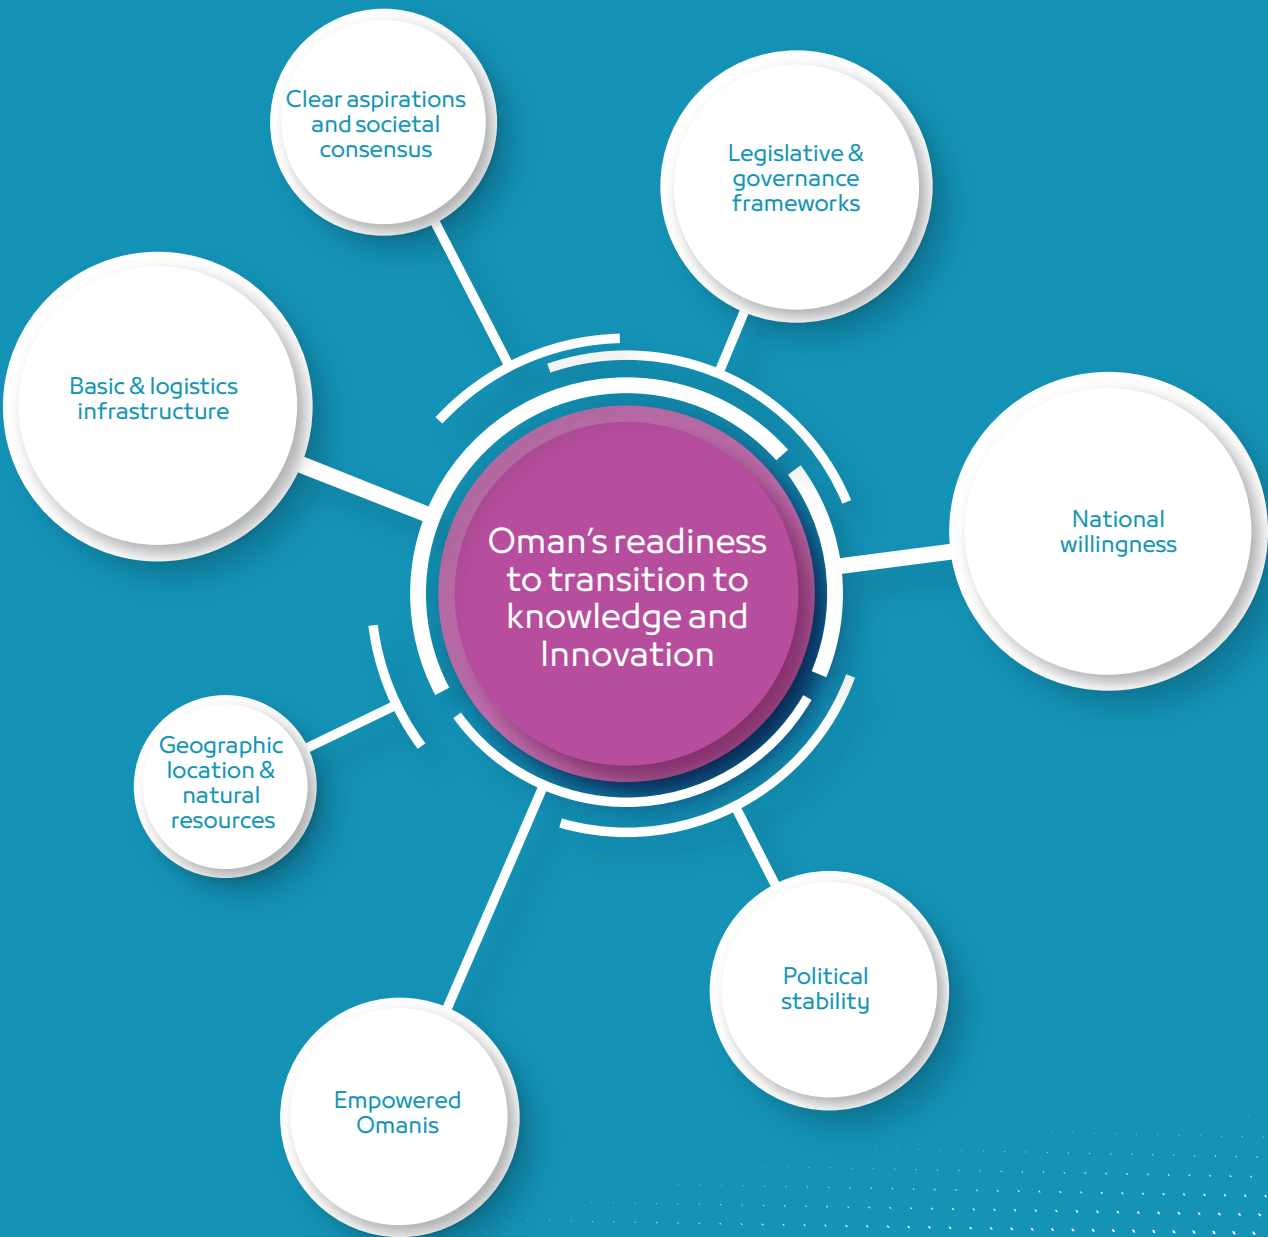 Clear aspirations
and societal
consensus
Legislative &
governance
frameworks
Basic & logistics
infrastructure
National
willingness
Oman's readiness
to transition to
knowledge and
Innovation
Geographic
location &
natural
resources
Political
stability
Empowered
Omanis